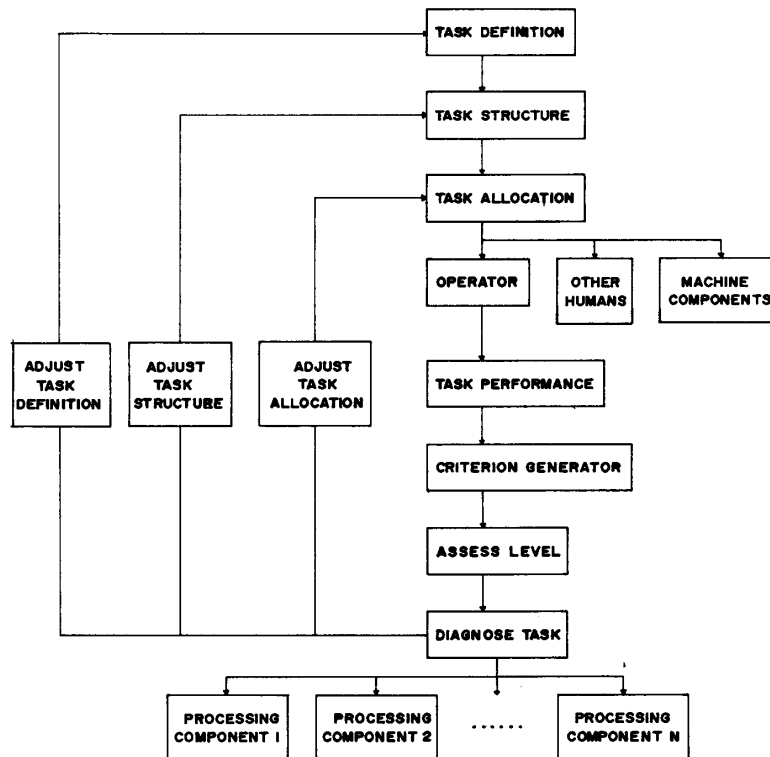 TASK DEFINITION
TASK STRUCTURE
TASK ALLOCATION
OPERATOR
OTHER
HUMANS
MACHINE
COMPONENTS
ADJUST
TASK
DEFINITION
ADJUST
TASK
STRUCTURE
ADJUST
TASK
ALLOCATION
TASK PERFORMANCE
CRITERION GENERATOR
ASSESS LEVEL
DIAGNOSE TASK
PROCESSING
COMPONENT 1
PROCESSING
COMPONENT 2
......
PROCESSING
COMPONENT N